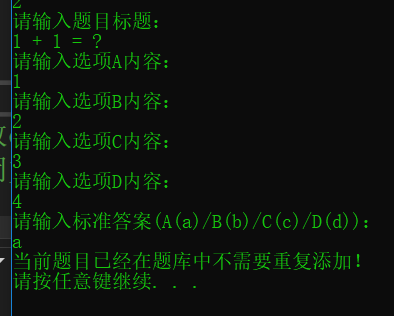 2
请输入题目标题：
1 + 1 = ?
请输入选项A内容：
1
请输入选项B内容：
2
请输入选项C内容：
3
请输入选项D内容：
4
请输入标准答案(A(a)/B(b)/C(c)/D(d))：
a
当前题目已经在题库中不需要重复添加！
请按任意键继续. . .